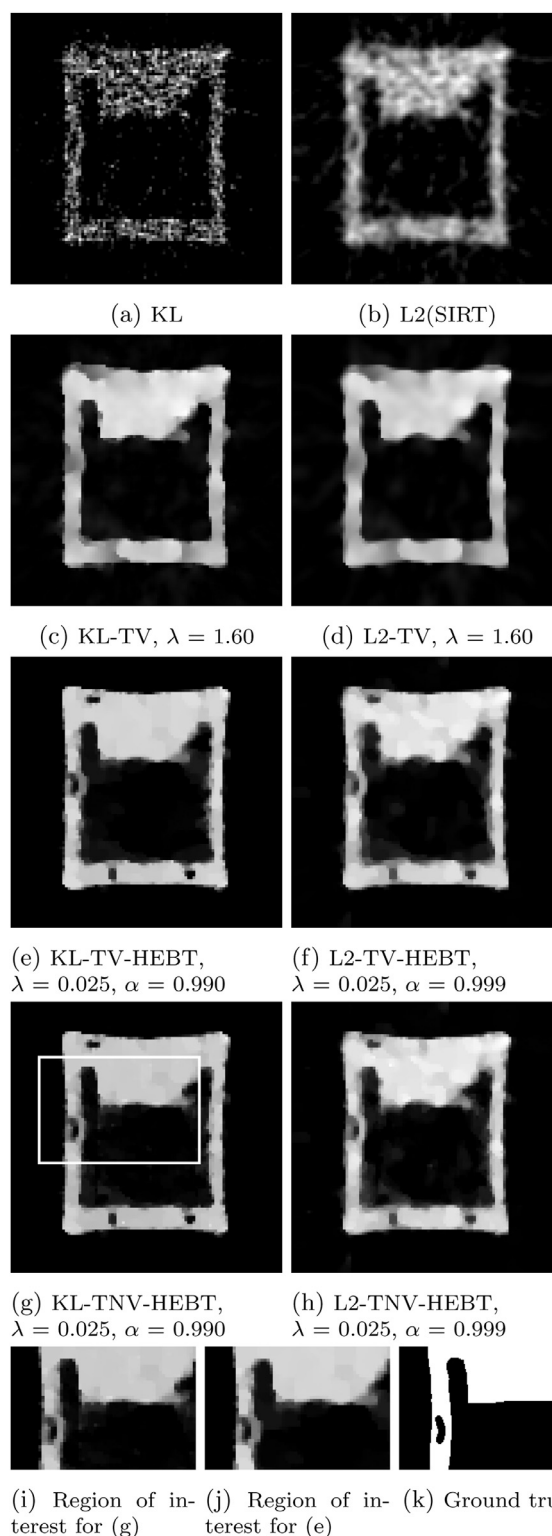 (a) KL
(b) L2(SIRT)
(c) KL-TV, λ = 1.60
(d) L2-TV, λ = 1.60
(e) KL-TV-HEBT,
λ = 0.025, α = 0.990
(f) L2-TV-HEBT,
λ = 0.025, α = 0.999
(g) KL-TNV-HEBT,
λ = 0.025, α = 0.990
(h) L2-TNV-HEBT,
λ = 0.025, α = 0.999
(i) Region of in-
terest for (g)
(j) Region of in-
terest for (e)
(k) Ground tru